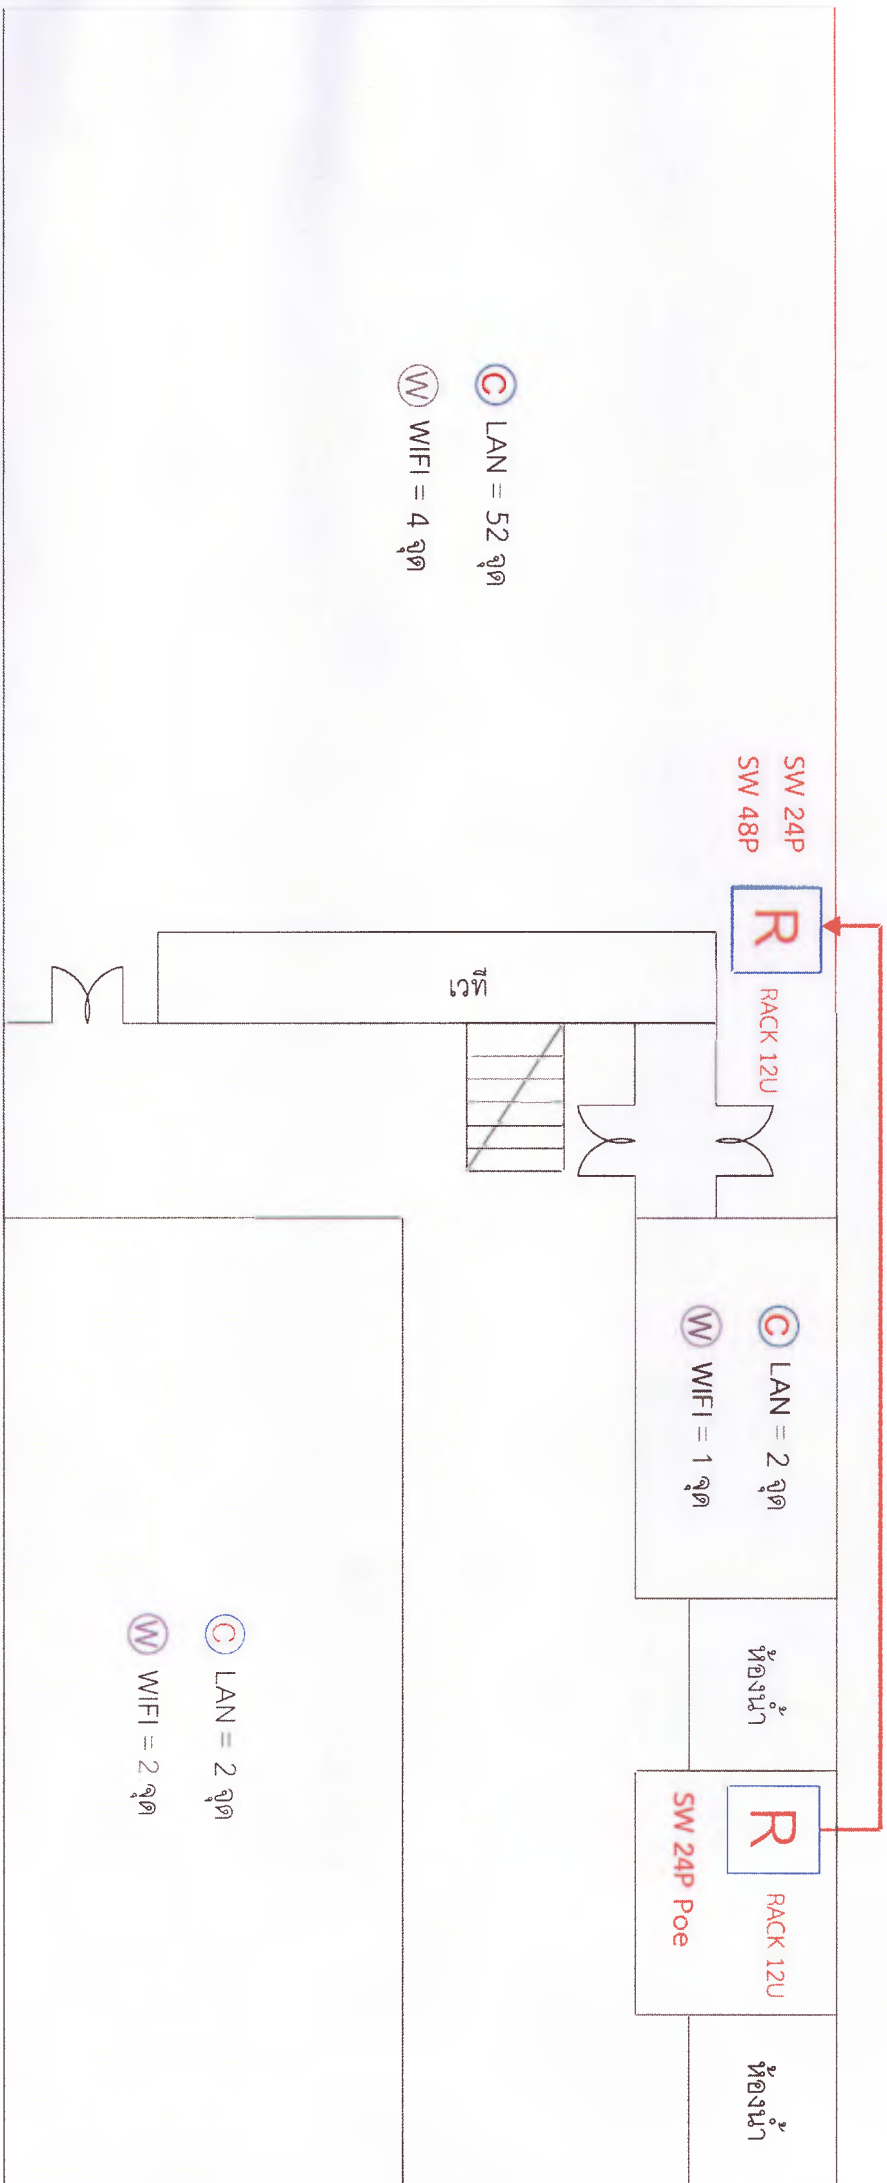 C LAN = 52 จุด
W WIFI = 4 จุด
SW 24P
SW 48P
R
RACK 12U
เวที
C LAN = 2 จุด
W WIFI = 1 จุด
ห้องน้ำ
R
RACK 12U
SW 24P Poe
ห้องน้ำ
C LAN = 2 จุด
W WIFI = 2 จุด